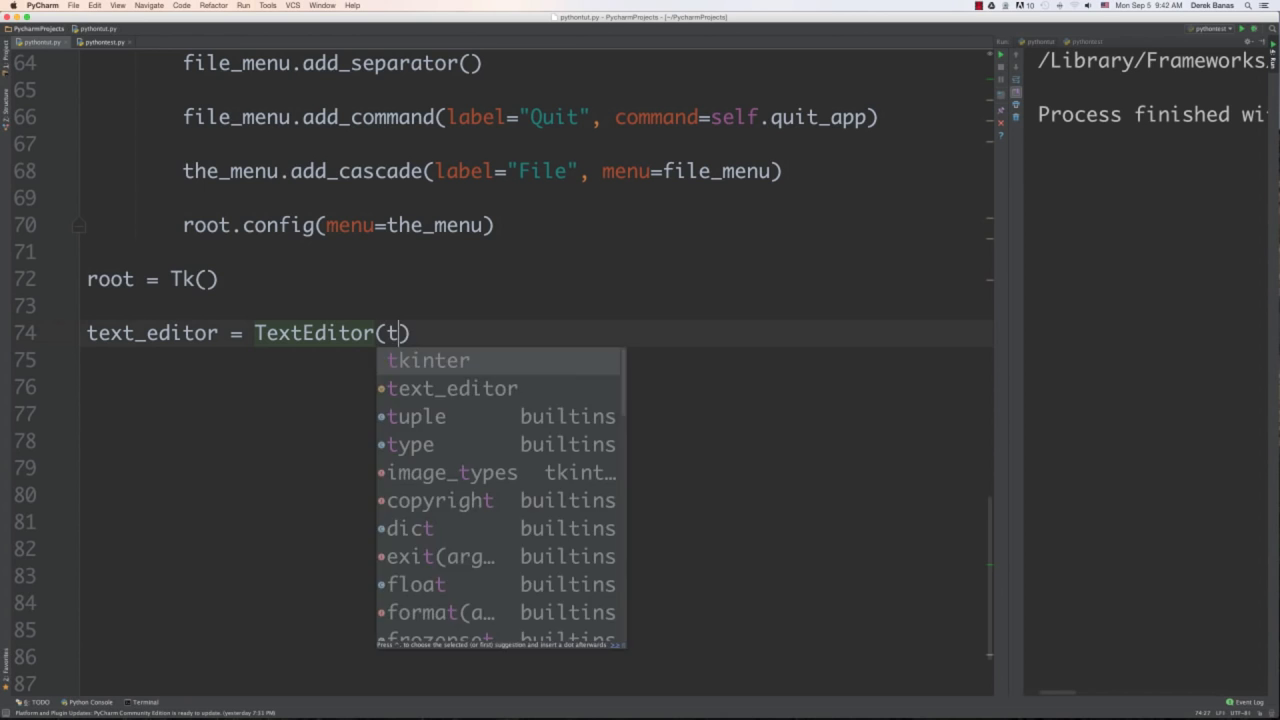 PyCharm File Edit View Navigate Code Refactor Run Tools VCS Window Help 10 Mon Sep 5 9:42 AM Derek Banas
pythontut.py - PycharmProjects - [~/PycharmProjects]
PycharmProjects pythontut.py pythontest
pythontut.py pythontest.py Run: pythontut pythontest
64 file_menu.add_separator()
/Library/Frameworks
65
66 file_menu.add_command(label="Quit", command=self.quit_app)
Process finished wi
67
68 the_menu.add_cascade(label="File", menu=file_menu)
69
70 root.config(menu=the_menu)
71
72 root = Tk()
73
74 text_editor = TextEditor(t)
75 tkinter
76 text_editor
77 tuple builtins
78 type builtins
79 image_types tkint…
80 copyright builtins
81 dict builtins
82 exit(arg… builtins
83 float builtins
84 format(a… builtins
85 frozenset builtins
Press ^. to choose the selected (or first) suggestion and insert a dot afterwards >>
86
87
1: Project
7: Structure
2: Favorites
4: Run
6: TODO Python Console Terminal Event Log
Platform and Plugin Updates: PyCharm Community Edition is ready to update. (yesterday 7:51 PM) 74:27 LF÷ UTF-8÷